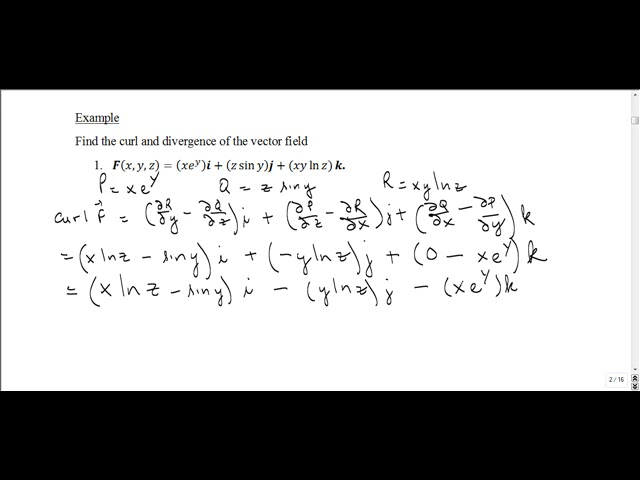 Example
Find the curl and divergence of the vector field
1. F(x, y, z) = (xe^y)i + (z sin y)j + (xy ln z) k.
P = xe^y Q = z sin y R = xy ln z
curl F⃗ = (∂R/∂y − ∂Q/∂z) i + (∂P/∂z − ∂R/∂x) j + (∂Q/∂x − ∂P/∂y) k
= (x ln z − sin y) i + (−y ln z) j + (0 − xe^y) k
= (x ln z − sin y) i − (y ln z) j − (xe^y) k
2 / 16